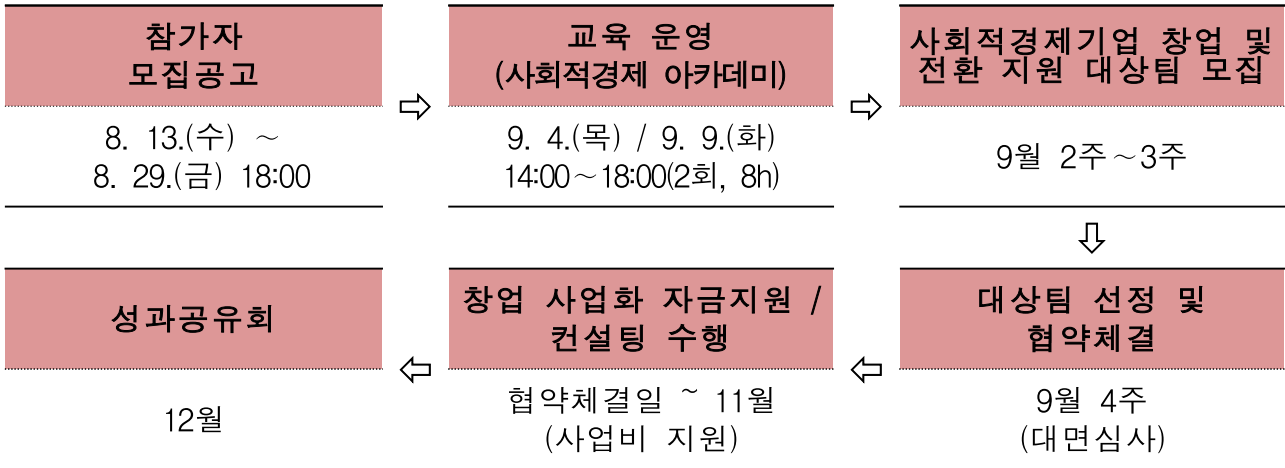 참가자
모집공고
8. 13.(수) ～
8. 29.(금) 18:00
교육 운영
(사회적경제 아카데미)
9. 4.(목) / 9. 9.(화)
14:00～18:00(2회, 8h)
사회적경제기업 창업 및
전환 지원 대상팀 모집
9월 2주～3주
대상팀 선정 및
협약체결
9월 4주
(대면심사)
창업 사업화 자금지원 /
컨설팅 수행
협약체결일 ~ 11월
(사업비 지원)
성과공유회
12월